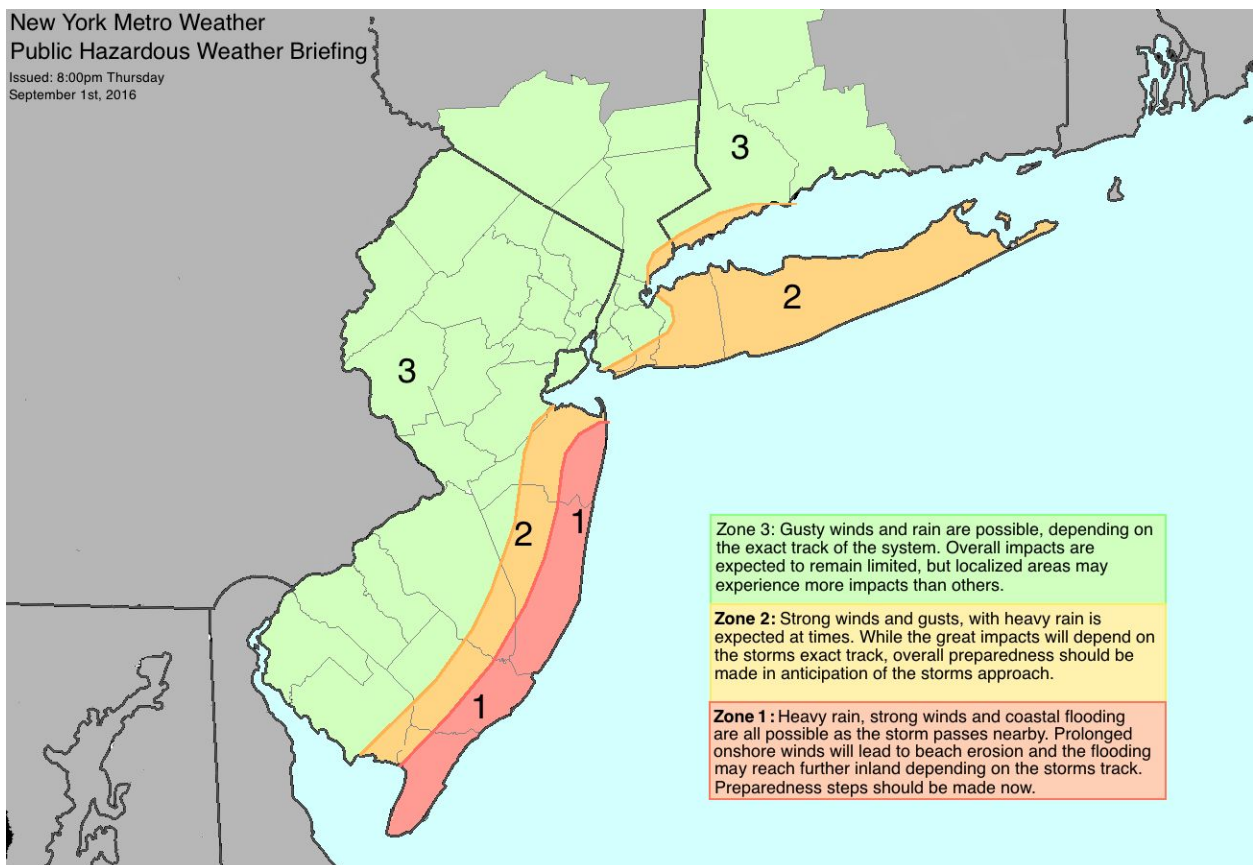 New York Metro Weather
Public Hazardous Weather Briefing
Issued: 8:00pm Thursday
September 1st, 2016
3
2
3
2
1
1
Zone 3: Gusty winds and rain are possible, depending on
the exact track of the system. Overall impacts are
expected to remain limited, but localized areas may
experience more impacts than others.
Zone 2: Strong winds and gusts, with heavy rain is
expected at times. While the great impacts will depend on
the storms exact track, overall preparedness should be
made in anticipation of the storms approach.
Zone 1: Heavy rain, strong winds and coastal flooding
are all possible as the storm passes nearby. Prolonged
onshore winds will lead to beach erosion and the flooding
may reach further inland depending on the storms track.
Preparedness steps should be made now.